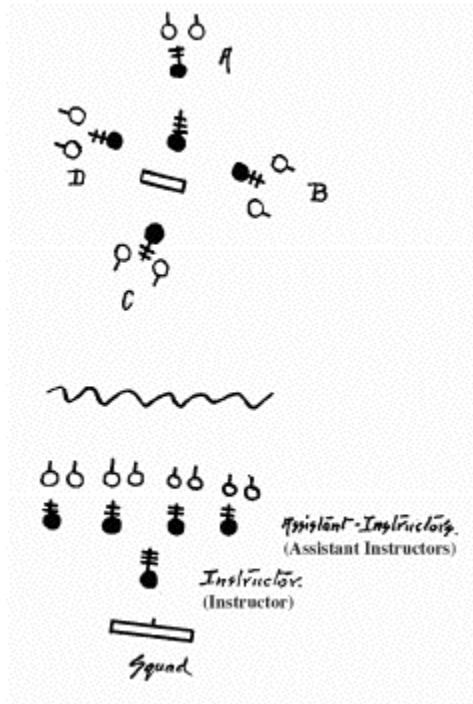 A
D
B
C
Assistant-Instructors.
(Assistant Instructors)
Instructor.
(Instructor)
Squad